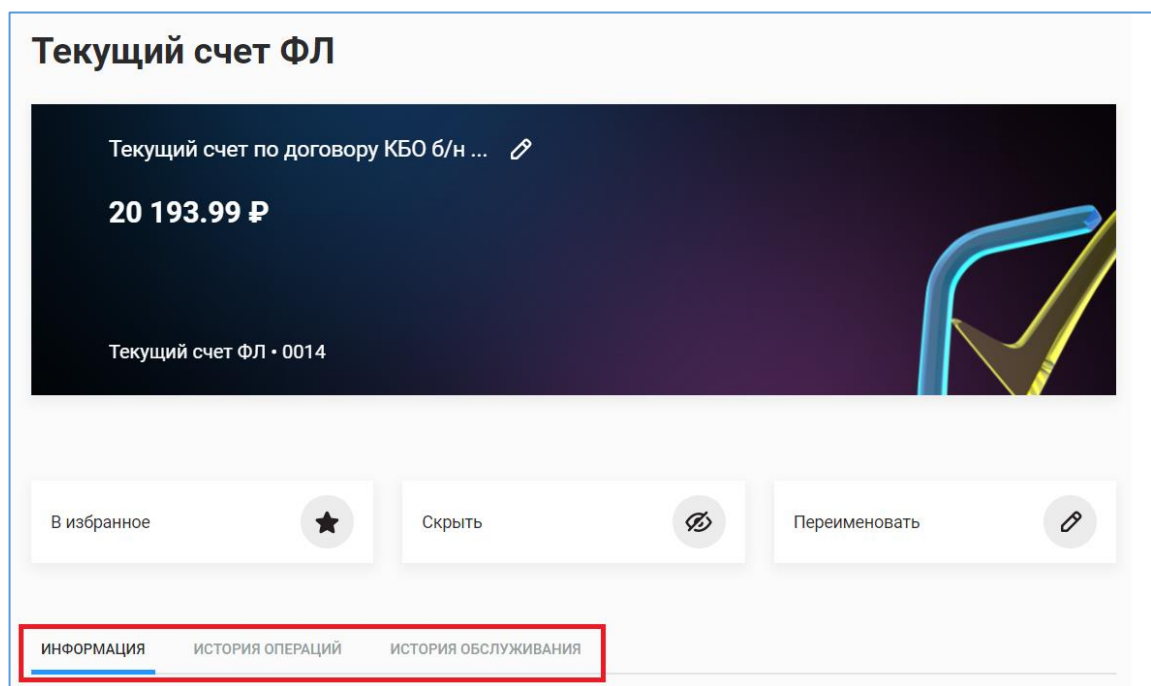 Текущий счет ФЛ
Текущий счет по договору КБО б/н ...
20 193.99 ₽
Текущий счет ФЛ • 0014
В избранное
Скрыть
Переименовать
ИНФОРМАЦИЯ
ИСТОРИЯ ОПЕРАЦИЙ
ИСТОРИЯ ОБСЛУЖИВАНИЯ